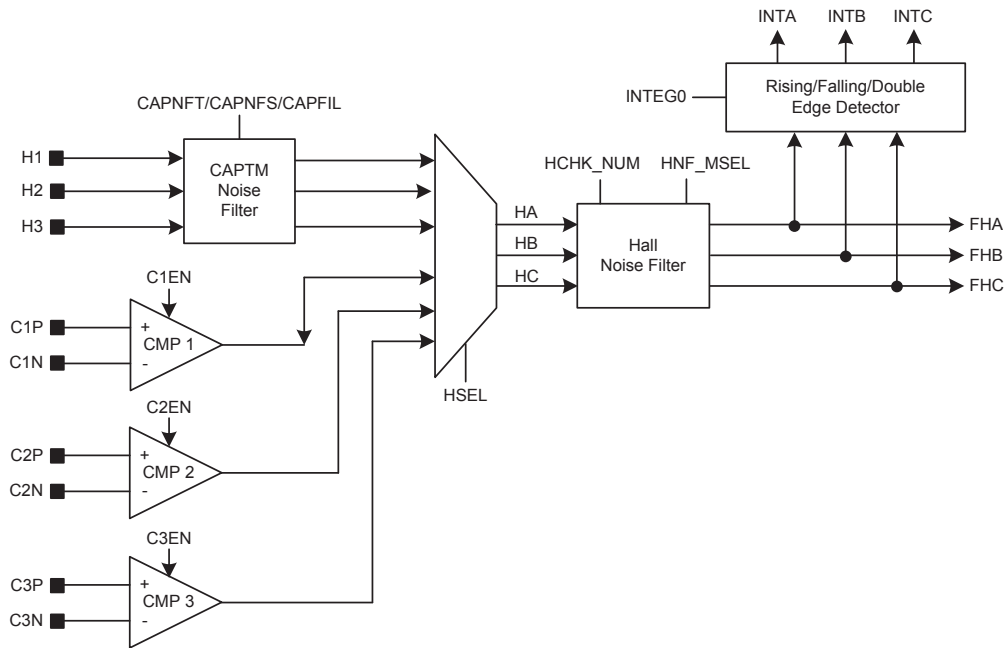 INTA INTB INTC
Rising/Falling/Double
Edge Detector
INTEG0
CAPNFT/CAPNFS/CAPFIL
H1
H2
H3
CAPTM
Noise
Filter
HCHK_NUM HNF_MSEL
HA
HB
HC
Hall
Noise Filter
FHA
FHB
FHC
C1EN
C1P
C1N
+
-
CMP 1
HSEL
C2EN
C2P
C2N
+
-
CMP 2
C3EN
C3P
C3N
+
-
CMP 3